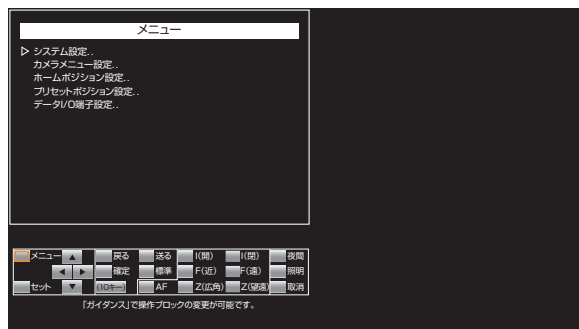 メニュー
▷ システム設定..
カメラメニュー設定..
ホームポジション設定..
プリセットポジション設定..
データI/O端子設定..
メニュー ▲ 戻る 送る I(開) I(閉) 夜間
◀ ▶ 確定 標準 F(近) F(遠) 照明
セット ▼ (10キー) AF Z(広角) Z(望遠) 取消
「ガイダンス」で操作ブロックの変更が可能です。